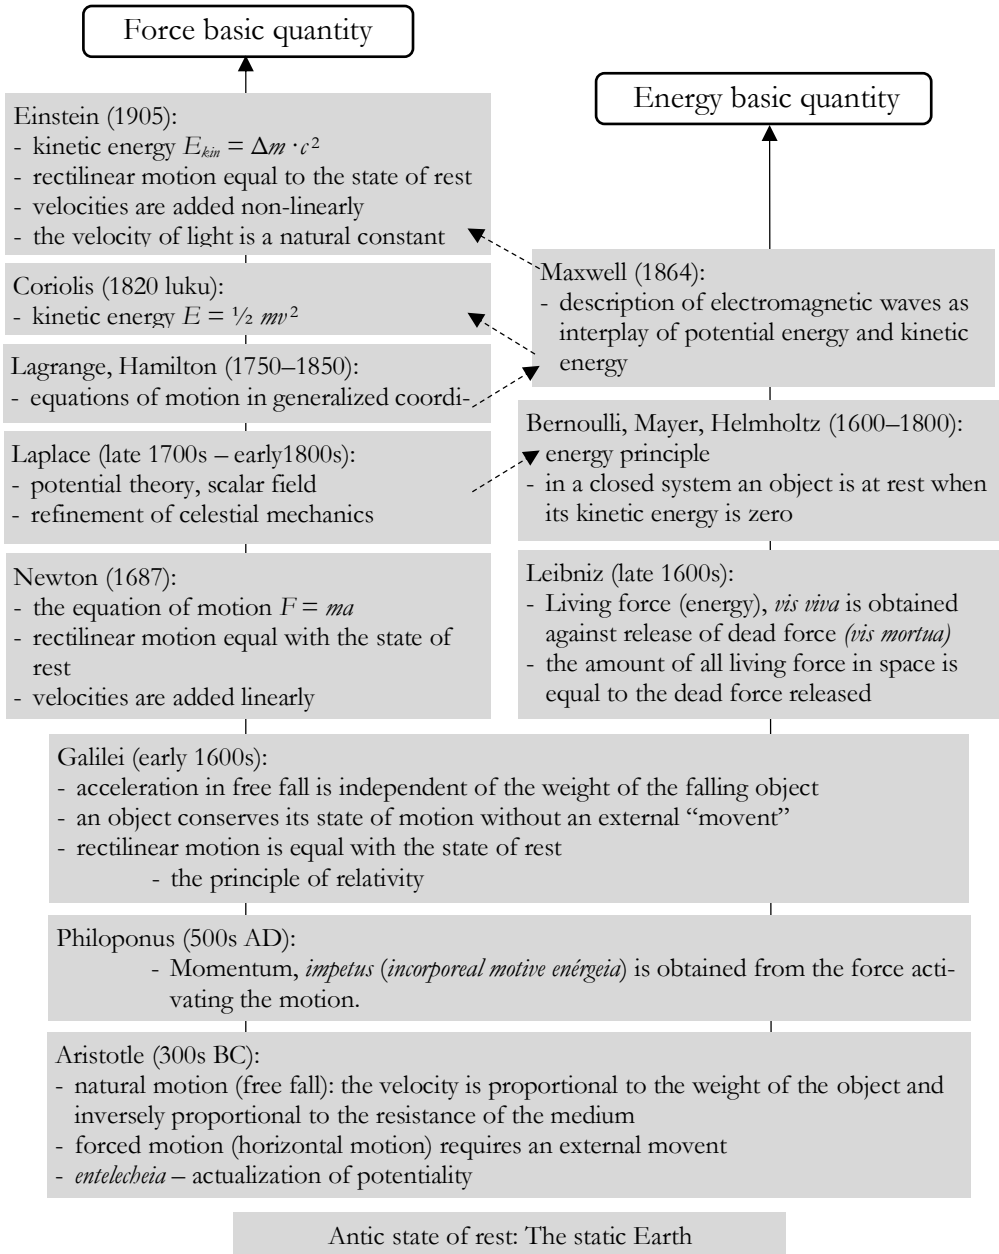 Force basic quantity
Energy basic quantity
Einstein (1905):
- kinetic energy E_kin = Δm · c²
- rectilinear motion equal to the state of rest
- velocities are added non-linearly
- the velocity of light is a natural constant
Coriolis (1820 luku):
- kinetic energy E = ½ mv²
Lagrange, Hamilton (1750–1850):
- equations of motion in generalized coordi-
Laplace (late 1700s – early1800s):
- potential theory, scalar field
- refinement of celestial mechanics
Newton (1687):
- the equation of motion F = ma
- rectilinear motion equal with the state of
rest
- velocities are added linearly
Maxwell (1864):
- description of electromagnetic waves as
interplay of potential energy and kinetic
energy
Bernoulli, Mayer, Helmholtz (1600–1800):
- energy principle
- in a closed system an object is at rest when
its kinetic energy is zero
Leibniz (late 1600s):
- Living force (energy), vis viva is obtained
against release of dead force (vis mortua)
- the amount of all living force in space is
equal to the dead force released
Galilei (early 1600s):
- acceleration in free fall is independent of the weight of the falling object
- an object conserves its state of motion without an external “movent”
- rectilinear motion is equal with the state of rest
- the principle of relativity
Philoponus (500s AD):
- Momentum, impetus (incorporeal motive enérgeia) is obtained from the force acti-
vating the motion.
Aristotle (300s BC):
- natural motion (free fall): the velocity is proportional to the weight of the object and
inversely proportional to the resistance of the medium
- forced motion (horizontal motion) requires an external movent
- entelecheia – actualization of potentiality
Antic state of rest: The static Earth